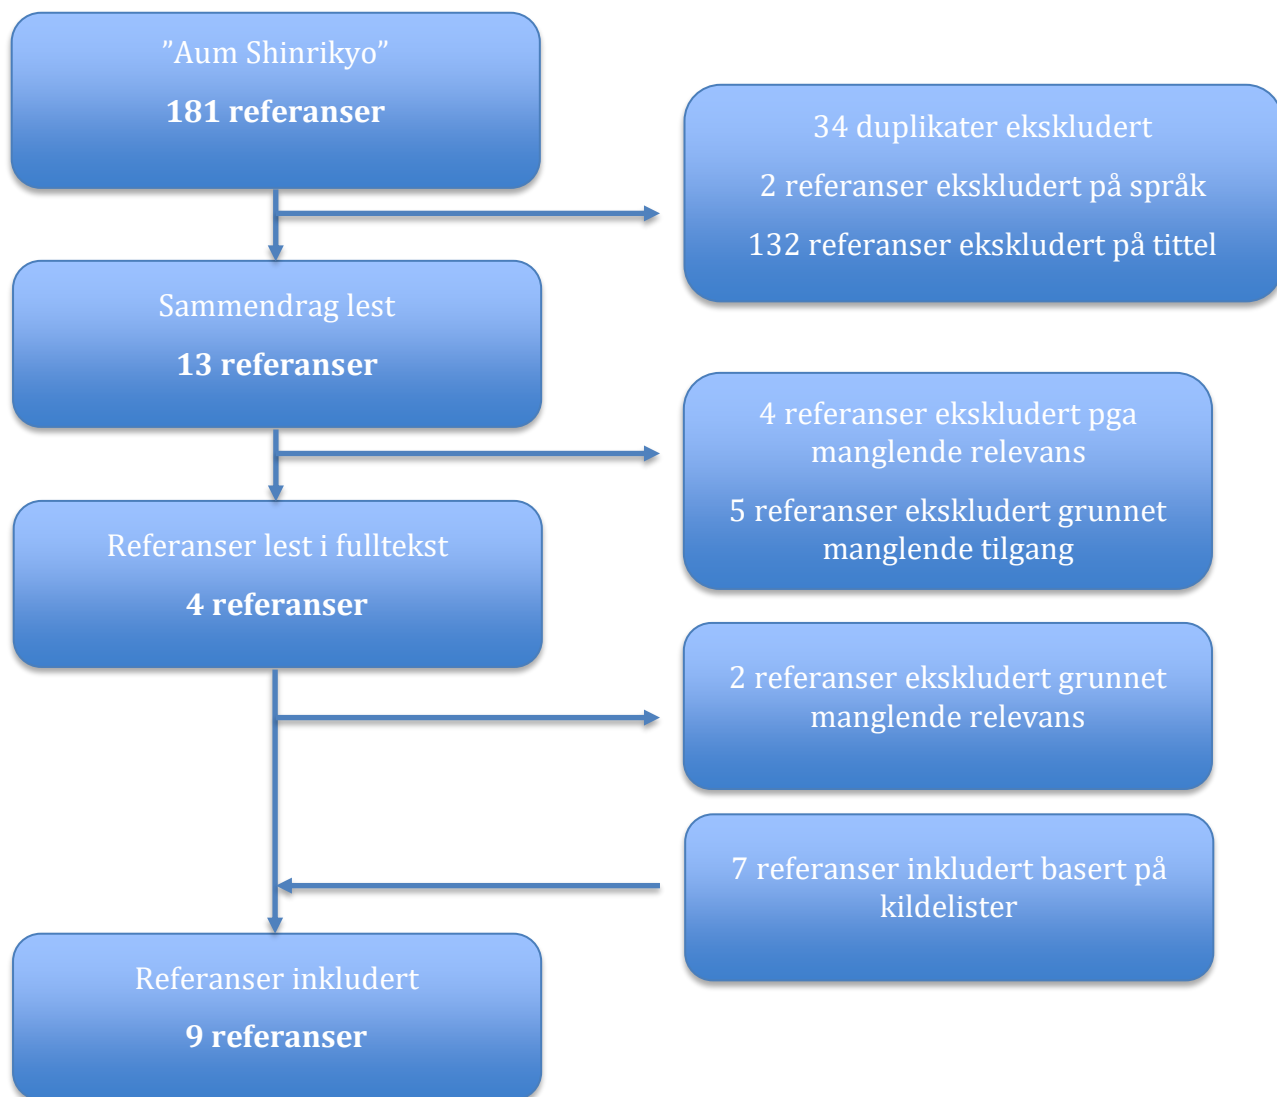 ”Aum Shinrikyo”
181 referanser
34 duplikater ekskludert
2 referanser ekskludert på språk
132 referanser ekskludert på tittel
Sammendrag lest
13 referanser
4 referanser ekskludert pga
manglende relevans
5 referanser ekskludert grunnet
manglende tilgang
Referanser lest i fulltekst
4 referanser
2 referanser ekskludert grunnet
manglende relevans
7 referanser inkludert basert på
kildelister
Referanser inkludert
9 referanser